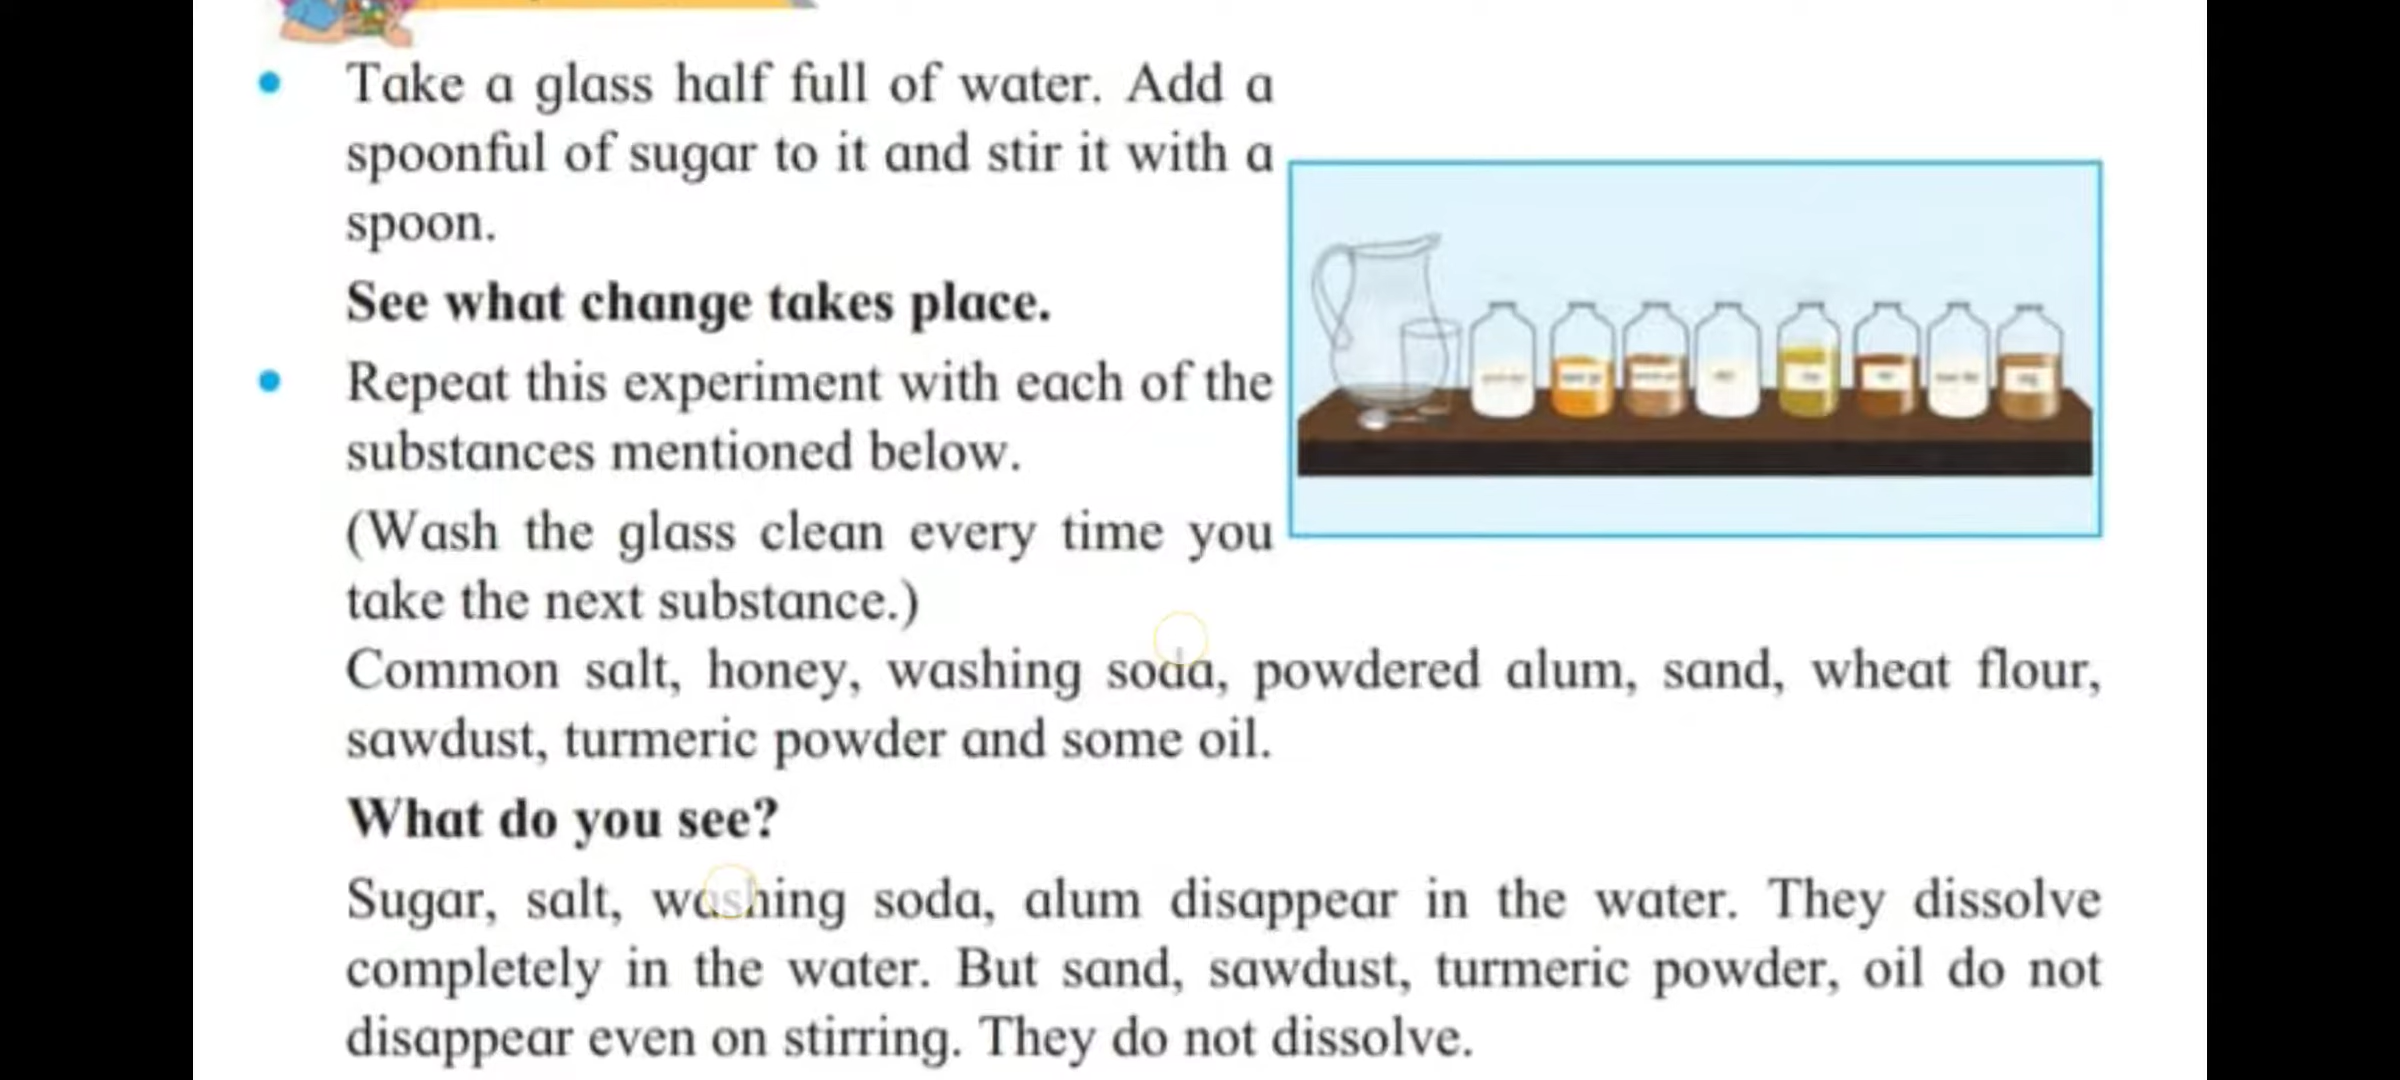 Take a glass half full of water. Add a
spoonful of sugar to it and stir it with a
spoon.
See what change takes place.
Repeat this experiment with each of the
substances mentioned below.
(Wash the glass clean every time you
take the next substance.)
Common salt, honey, washing soda, powdered alum, sand, wheat flour,
sawdust, turmeric powder and some oil.
What do you see?
Sugar, salt, washing soda, alum disappear in the water. They dissolve
completely in the water. But sand, sawdust, turmeric powder, oil do not
disappear even on stirring. They do not dissolve.